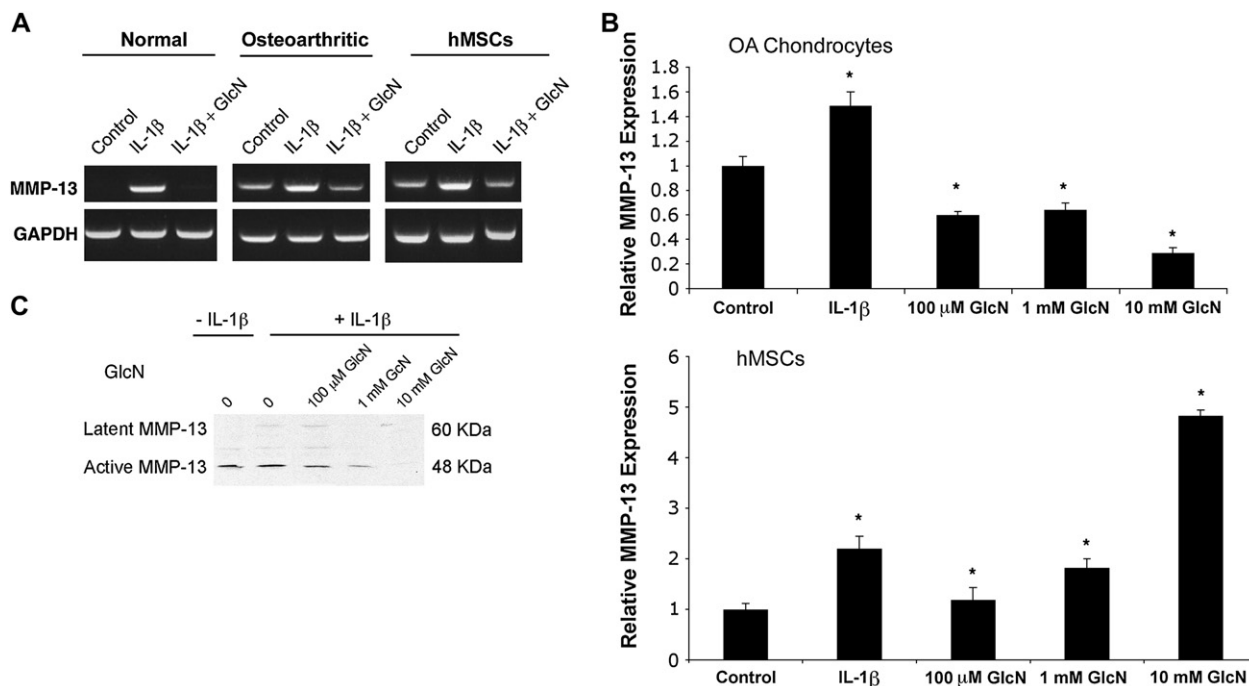 A
Normal
Osteoarthritic
hMSCs
Control
IL-1β
IL-1β + GlcN
Control
IL-1β
IL-1β + GlcN
Control
IL-1β
IL-1β + GlcN
MMP-13
GAPDH
C
- IL-1β
+ IL-1β
GlcN
0
0
100 μM GlcN
1 mM GcN
10 mM GlcN
Latent MMP-13
60 KDa
Active MMP-13
48 KDa
B
OA Chondrocytes
Relative MMP-13 Expression
1.8
1.6
1.4
1.2
1
0.8
0.6
0.4
0.2
0
*
*
*
*
Control
IL-1β
100 μM GlcN
1 mM GlcN
10 mM GlcN
hMSCs
Relative MMP-13 Expression
6
5
4
3
2
1
0
*
*
*
*
Control
IL-1β
100 μM GlcN
1 mM GlcN
10 mM GlcN